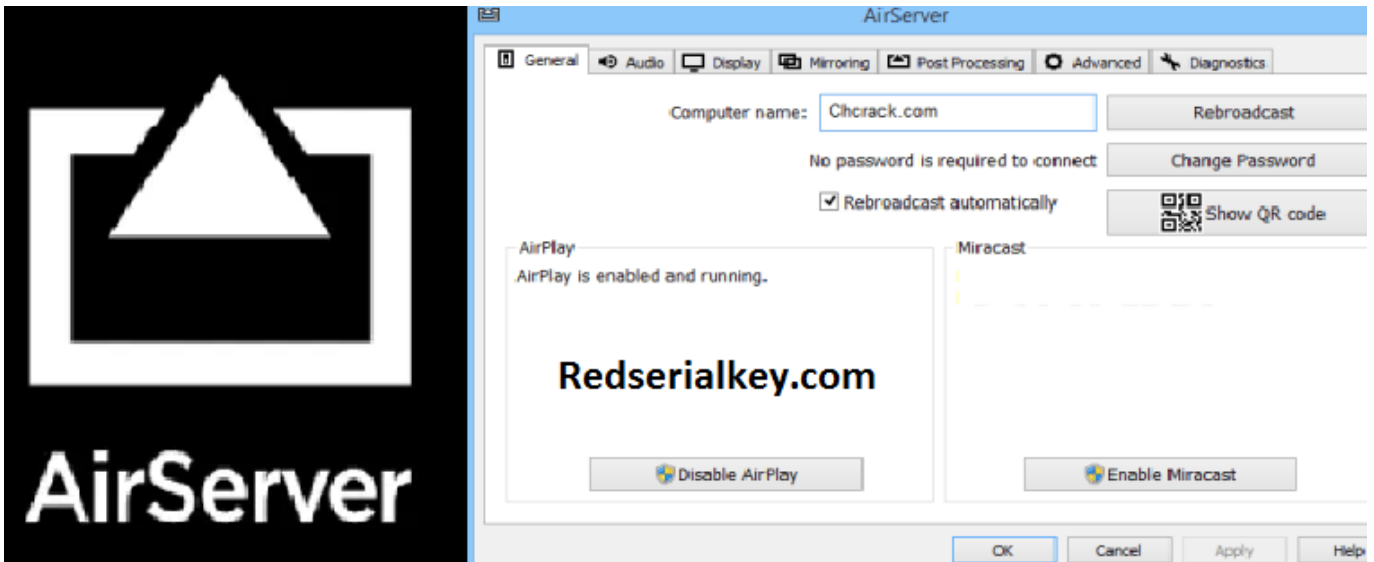 AirServer
AirServer
General Audio Display Mirroring Post Processing Advanced Diagnostics
Computer name: Clhcrack.com Rebroadcast
No password is required to connect Change Password
Rebroadcast automatically Show QR code
AirPlay Miracast
AirPlay is enabled and running.
Redserialkey.com
Disable AirPlay Enable Miracast
OK Cancel Apply Help